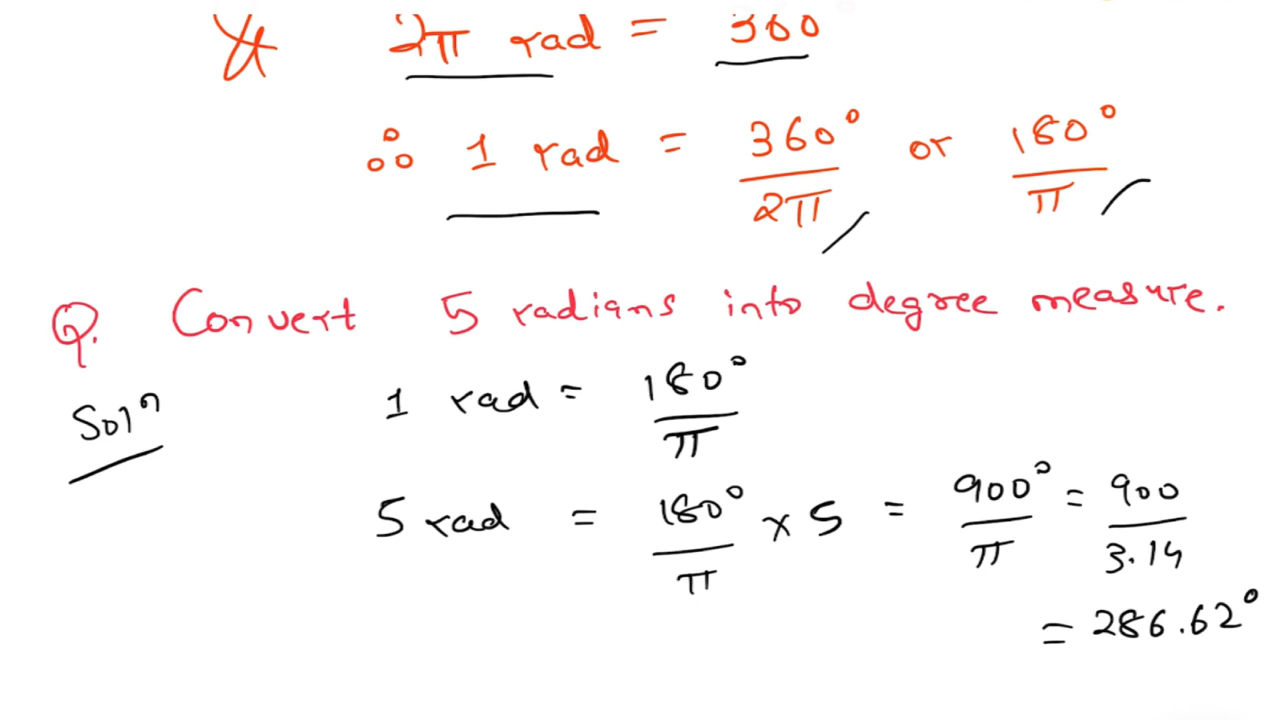 2π rad = 360
∴ 1 rad = 360°/2π or 180°/π
Q. Convert 5 radians into degree measure.
Solⁿ 1 rad = 180°/π
5 rad = 180°/π × 5 = 900°/π = 900/3.14
= 286.62°